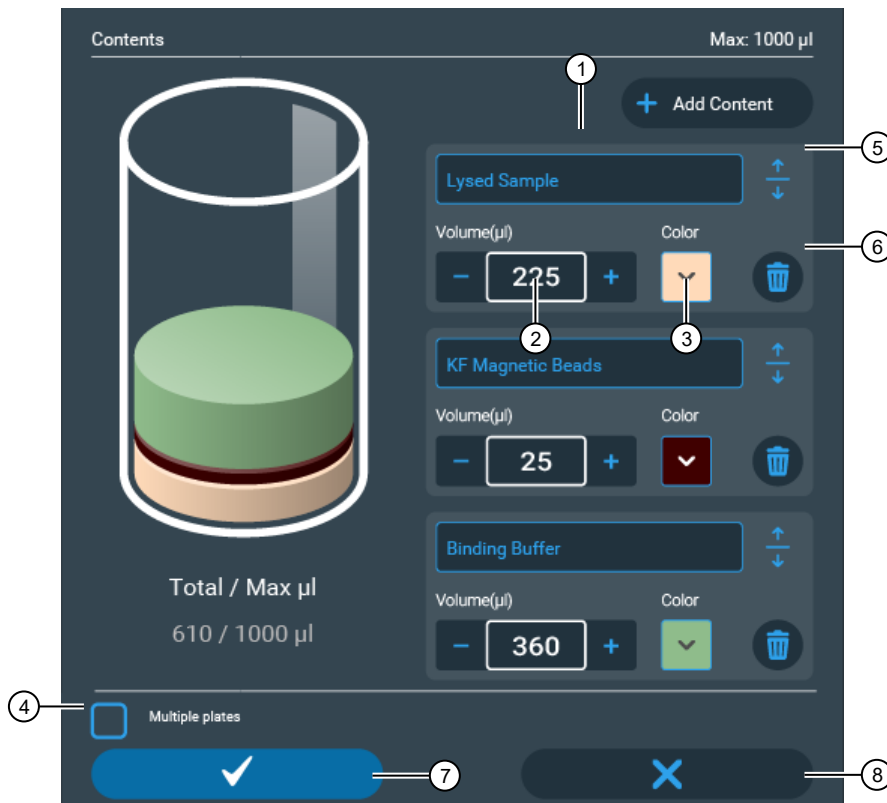 Contents
Max: 1000 µl
1
+ Add Content
5
Lysed Sample
Volume(µl)
Color
6
225
2
3
KF Magnetic Beads
Volume(µl)
Color
25
Binding Buffer
Volume(µl)
Color
360
Total / Max µl
610 / 1000 µl
4
Multiple plates
7
8